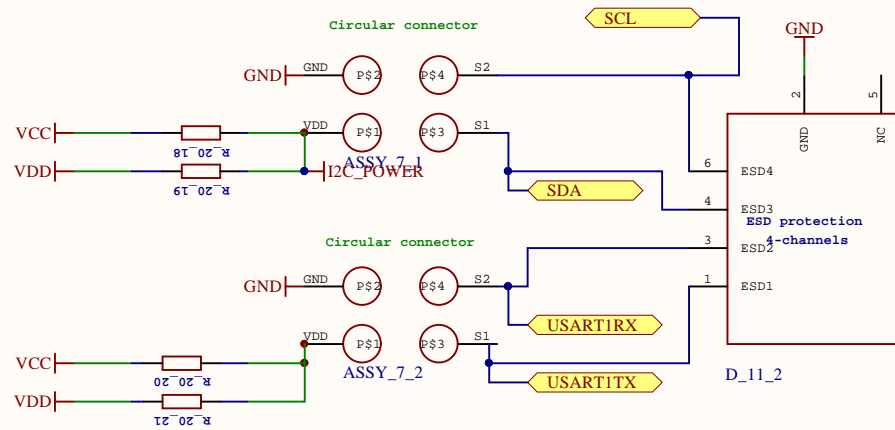 Circular connector
SCL
GND
GND GND P$2 P$4 S2
2
5
GND
NC
VCC R_20_18 VDD P$1 P$3 S1
ASSY_7_1
VDD R_20_19 I2C_POWER
6 ESD4
SDA
4 ESD3
ESD protection
4-channels
Circular connector
3 ESD2
GND GND P$2 P$4 S2
1 ESD1
USART1RX
VDD P$1 P$3 S1
VCC R_20_20
ASSY_7_2
D_11_2
USART1TX
VDD R_20_21